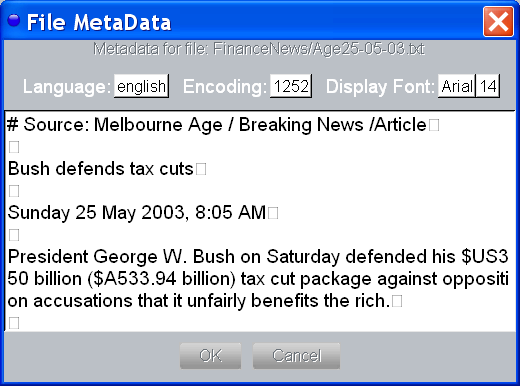 File MetaData
Metadata for file: FinanceNews/Age25-05-03.txt
Language: english Encoding: 1252 Display Font: Arial 14
# Source: Melbourne Age / Breaking News /Article
Bush defends tax cuts
Sunday 25 May 2003, 8:05 AM
President George W. Bush on Saturday defended his $US3
50 billion ($A533.94 billion) tax cut package against oppositi
on accusations that it unfairly benefits the rich.
OK Cancel